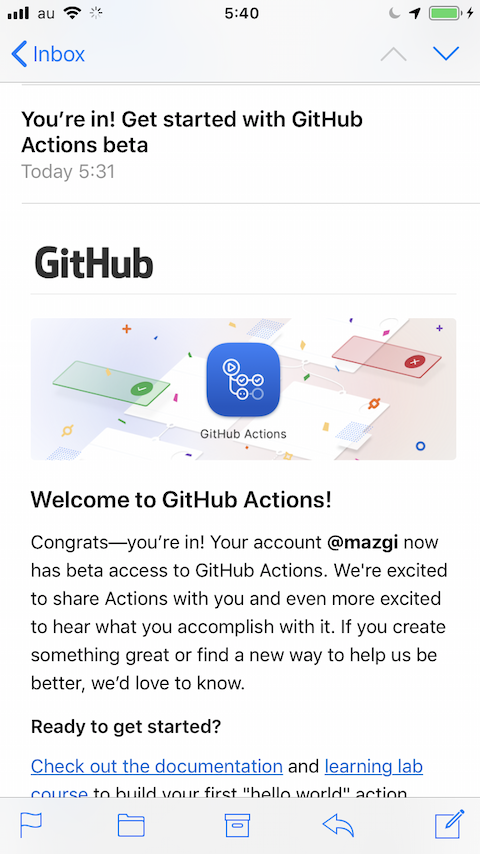 au 5:40
Inbox
You’re in! Get started with GitHub
Actions beta
Today 5:31
GitHub
GitHub Actions
Welcome to GitHub Actions!
Congrats—you’re in! Your account @mazgi now
has beta access to GitHub Actions. We're excited
to share Actions with you and even more excited
to hear what you accomplish with it. If you create
something great or find a new way to help us be
better, we’d love to know.
Ready to get started?
Check out the documentation and learning lab
course to build your first "hello world" action